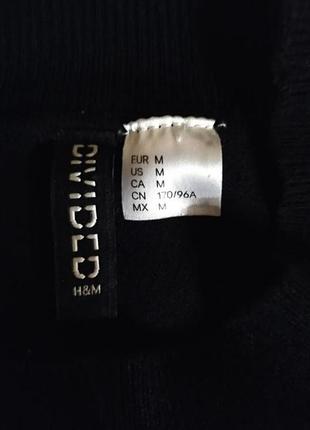 DIVIDED
H&M
EUR M
US M
CA M
CN 170/96A
MX M